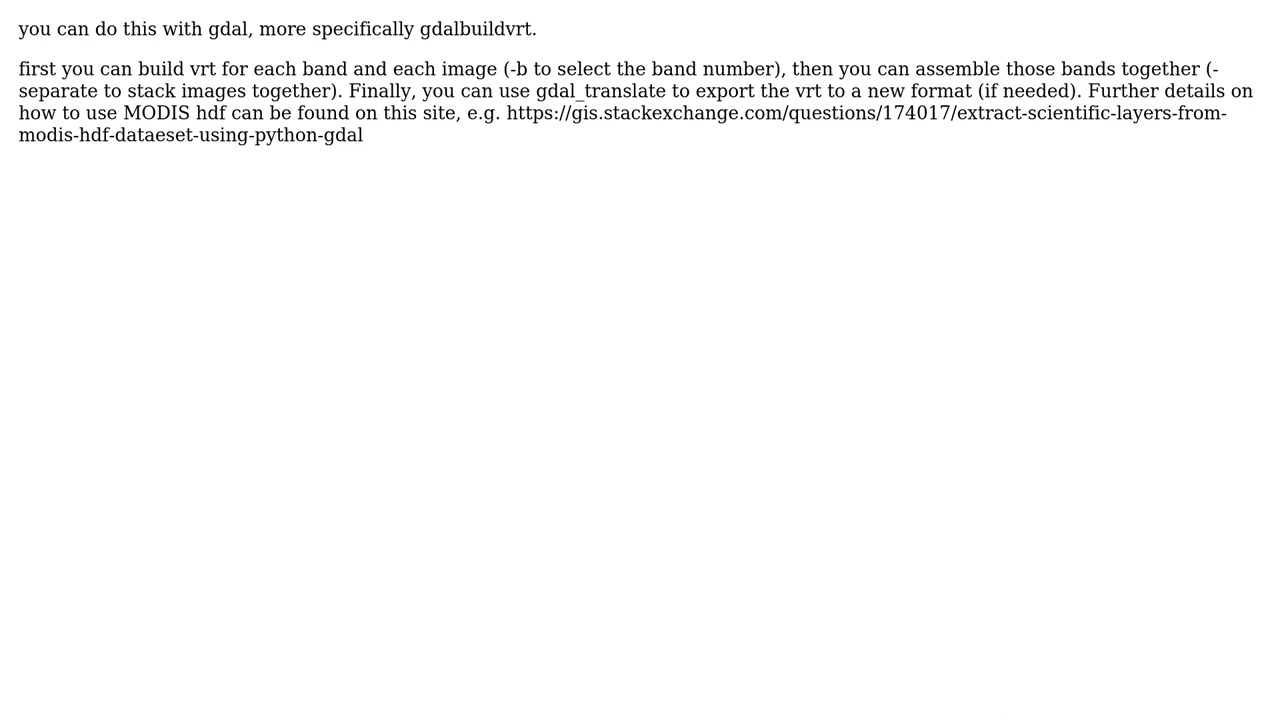 you can do this with gdal, more specifically gdalbuildvrt.
first you can build vrt for each band and each image (-b to select the band number), then you can assemble those bands together (-
separate to stack images together). Finally, you can use gdal_translate to export the vrt to a new format (if needed). Further details on
how to use MODIS hdf can be found on this site, e.g. https://gis.stackexchange.com/questions/174017/extract-scientific-layers-from-
modis-hdf-dataeset-using-python-gdal